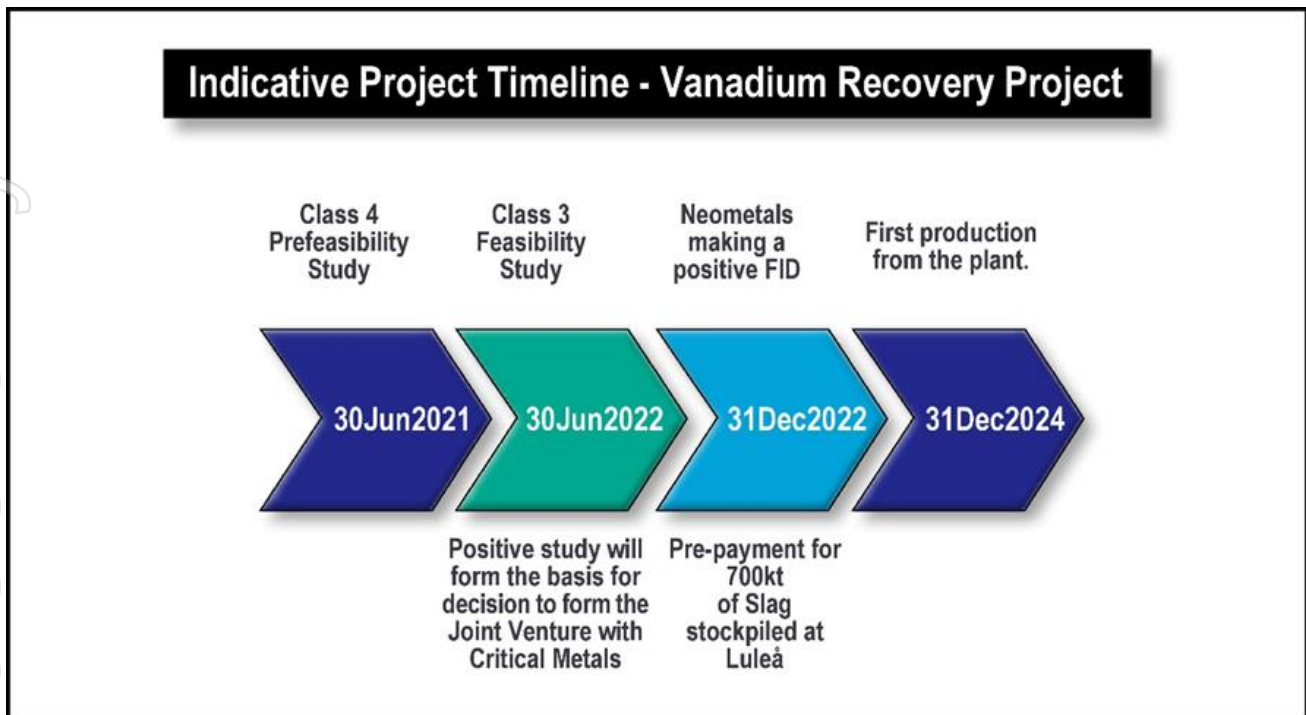 Indicative Project Timeline - Vanadium Recovery Project
Class 4
Prefeasibility
Study
Class 3
Feasibility
Study
Neometals
making a
positive FID
First production
from the plant.
30Jun2021
30Jun2022
31Dec2022
31Dec2024
Positive study will
form the basis for
decision to form the
Joint Venture with
Critical Metals
Pre-payment for
700kt
of Slag
stockpiled at
Luleå